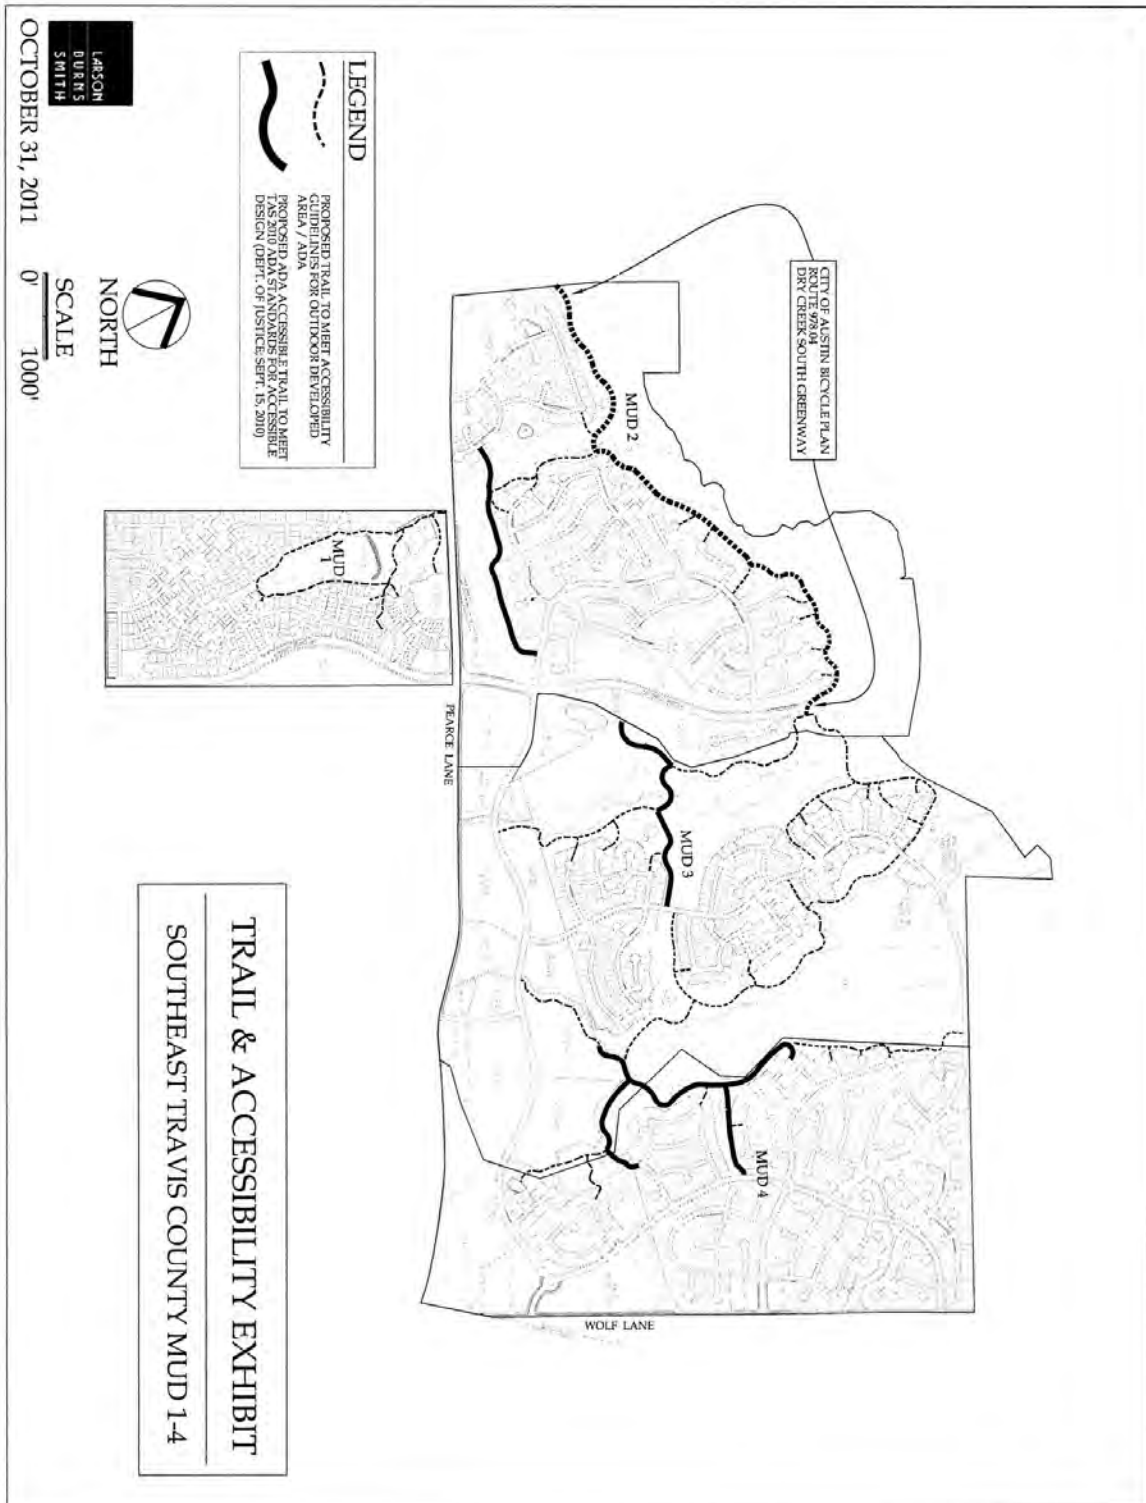 CITY OF AUSTIN BICYCLE PLAN
ROUTE 978.04
DRY CREEK SOUTH GREENWAY
MUD 2
MUD 3
MUD 4
MUD
1
PEARCE LANE
WOLF LANE
LEGEND
PROPOSED TRAIL TO MEET ACCESSIBILITY
GUIDELINES FOR OUTDOOR DEVELOPED
AREA / ADA
PROPOSED ADA ACCESSIBLE TRAIL TO MEET
TAS 2010 ADA STANDARDS FOR ACCESSIBLE
DESIGN (DEPT. OF JUSTICE: SEPT. 15, 2010)
NORTH
SCALE
0' 1000'
LARSON
BURNS
SMITH
OCTOBER 31, 2011
TRAIL & ACCESSIBILITY EXHIBIT
SOUTHEAST TRAVIS COUNTY MUD 1-4